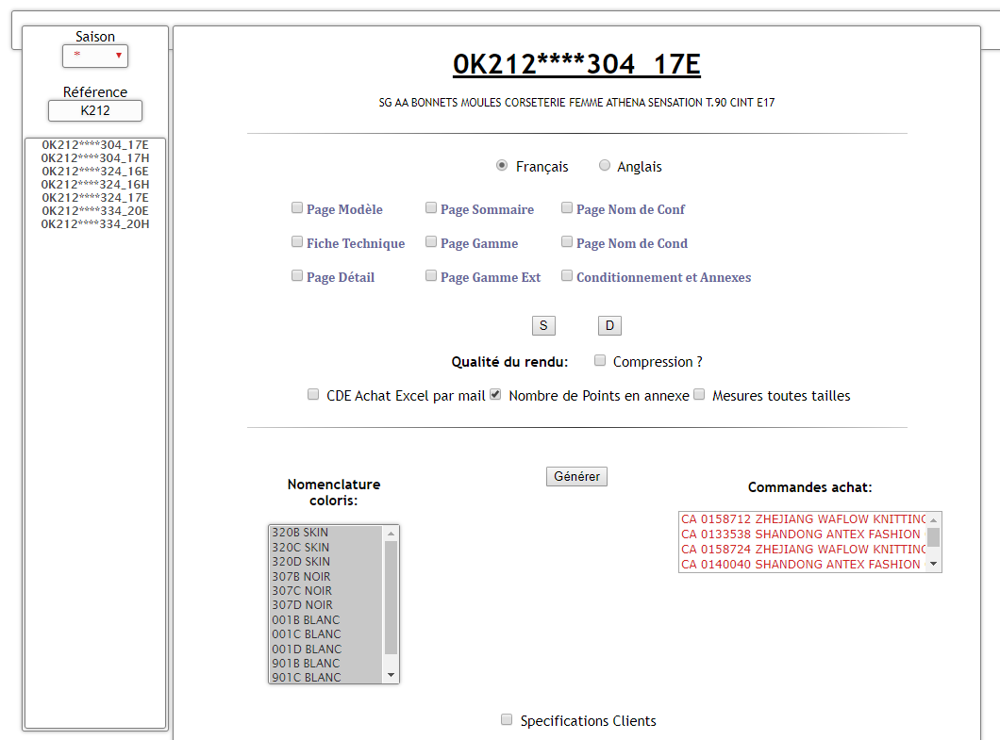 Saison
*
Référence
K212
0K212****304_17E
0K212****304_17H
0K212****324_16E
0K212****324_16H
0K212****324_17E
0K212****334_20E
0K212****334_20H
0K212****304_17E
SG AA BONNETS MOULES CORSETERIE FEMME ATHENA SENSATION T.90 CINT E17
Français Anglais
Page Modèle Page Sommaire Page Nom de Conf
Fiche Technique Page Gamme Page Nom de Cond
Page Détail Page Gamme Ext Conditionnement et Annexes
S D
Qualité du rendu: Compression ?
CDE Achat Excel par mail Nombre de Points en annexe Mesures toutes tailles
Générer
Nomenclature
coloris:
320B SKIN
320C SKIN
320D SKIN
307B NOIR
307C NOIR
307D NOIR
001B BLANC
001C BLANC
001D BLANC
901B BLANC
901C BLANC
Commandes achat:
CA 0158712 ZHEJIANG WAFLOW KNITTING
CA 0133538 SHANDONG ANTEX FASHION
CA 0158724 ZHEJIANG WAFLOW KNITTING
CA 0140040 SHANDONG ANTEX FASHION
Specifications Clients